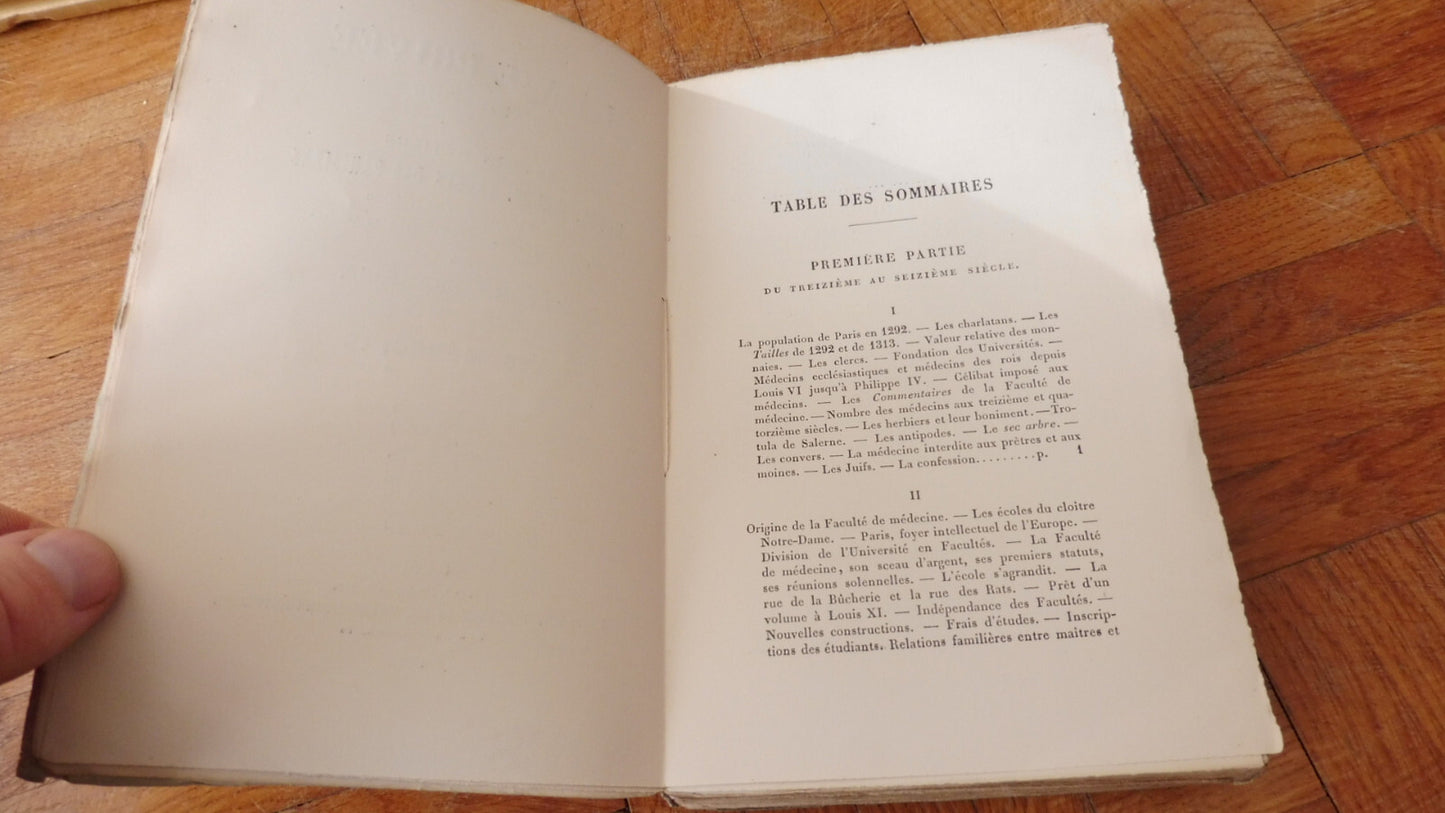 TABLE DES SOMMAIRES
PREMIÈRE PARTIE
DU TREIZIÈME AU SEIZIÈME SIÈCLE.
I
La population de Paris en 1292. — Les charlatans. — Les
Tailles de 1292 et de 1313. — Valeur relative des mon-
naies. — Les clercs. — Fondation des Universités. —
Médecins ecclésiastiques et médecins des rois depuis
Louis VI jusqu'à Philippe IV. — Célibat imposé aux
médecins. — Les Commentaires de la Faculté de
médecine. — Nombre des médecins aux treizième et qua-
torzième siècles. — Les herbiers et leur boniment. — Tro-
tula de Salerne. — Les antipodes. — Le sec arbre. —
Les convers. — La médecine interdite aux prêtres et aux
moines. — Les Juifs. — La confession.........p. 1
II
Origine de la Faculté de médecine. — Les écoles du cloître
Notre-Dame. — Paris, foyer intellectuel de l'Europe. —
Division de l'Université en Facultés. — La Faculté
de médecine, son sceau d'argent, ses premiers statuts,
ses réunions solennelles. — L'école s'agrandit. — La
rue de la Bûcherie et la rue des Rats. — Prêt d'un
volume à Louis XI. — Indépendance des Facultés. —
Nouvelles constructions. — Frais d'études. — Inscrip-
tions des étudiants. Relations familières entre maîtres et